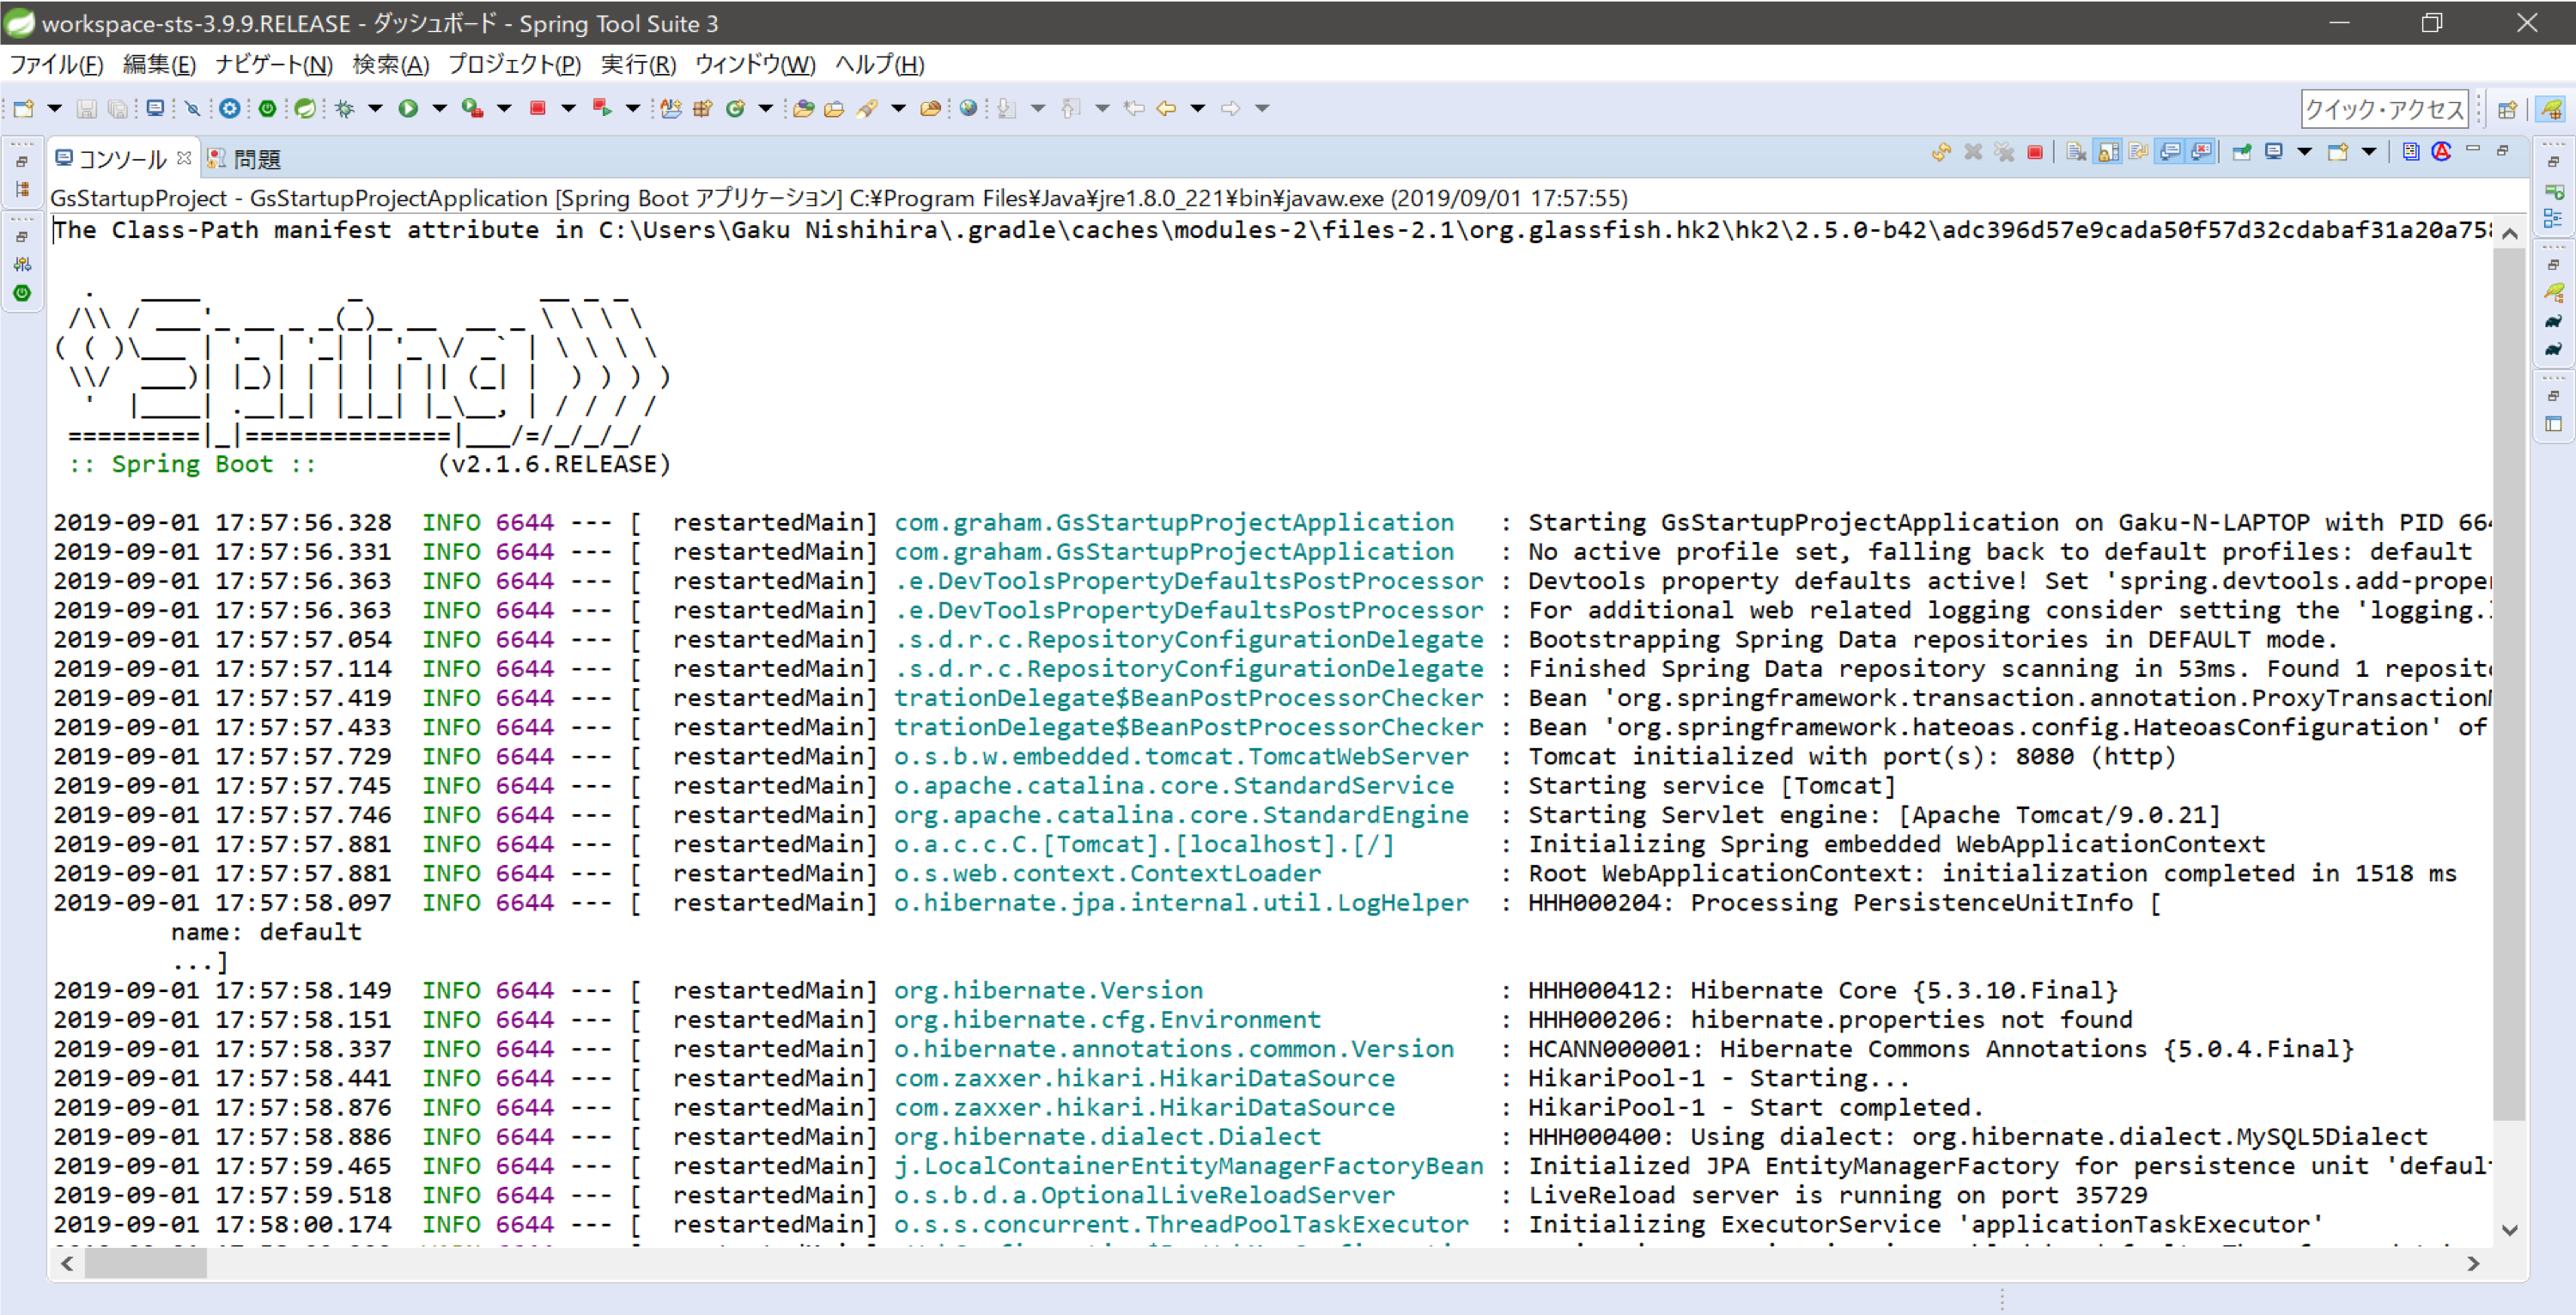 workspace-sts-3.9.9.RELEASE - ダッシュボード - Spring Tool Suite 3
ファイル(F) 編集(E) ナビゲート(N) 検索(A) プロジェクト(P) 実行(R) ウィンドウ(W) ヘルプ(H)
クイック・アクセス
コンソール 問題
GsStartupProject - GsStartupProjectApplication [Spring Boot アプリケーション] C:¥Program Files¥Java¥jre1.8.0_221¥bin¥javaw.exe (2019/09/01 17:57:55)
The Class-Path manifest attribute in C:\Users\Gaku Nishihira\.gradle\caches\modules-2\files-2.1\org.glassfish.hk2\hk2\2.5.0-b42\adc396d57e9cada50f57d32cdabaf31a20a758
Spring
:: Spring Boot :: (v2.1.6.RELEASE)
2019-09-01 17:57:56.328 INFO 6644 --- [ restartedMain] com.graham.GsStartupProjectApplication : Starting GsStartupProjectApplication on Gaku-N-LAPTOP with PID 664
2019-09-01 17:57:56.331 INFO 6644 --- [ restartedMain] com.graham.GsStartupProjectApplication : No active profile set, falling back to default profiles: default
2019-09-01 17:57:56.363 INFO 6644 --- [ restartedMain] .e.DevToolsPropertyDefaultsPostProcessor : Devtools property defaults active! Set 'spring.devtools.add-proper
2019-09-01 17:57:56.363 INFO 6644 --- [ restartedMain] .e.DevToolsPropertyDefaultsPostProcessor : For additional web related logging consider setting the 'logging.
2019-09-01 17:57:57.054 INFO 6644 --- [ restartedMain] .s.d.r.c.RepositoryConfigurationDelegate : Bootstrapping Spring Data repositories in DEFAULT mode.
2019-09-01 17:57:57.114 INFO 6644 --- [ restartedMain] .s.d.r.c.RepositoryConfigurationDelegate : Finished Spring Data repository scanning in 53ms. Found 1 reposit
2019-09-01 17:57:57.419 INFO 6644 --- [ restartedMain] trationDelegate$BeanPostProcessorChecker : Bean 'org.springframework.transaction.annotation.ProxyTransaction
2019-09-01 17:57:57.433 INFO 6644 --- [ restartedMain] trationDelegate$BeanPostProcessorChecker : Bean 'org.springframework.hateoas.config.HateoasConfiguration' of
2019-09-01 17:57:57.729 INFO 6644 --- [ restartedMain] o.s.b.w.embedded.tomcat.TomcatWebServer : Tomcat initialized with port(s): 8080 (http)
2019-09-01 17:57:57.745 INFO 6644 --- [ restartedMain] o.apache.catalina.core.StandardService : Starting service [Tomcat]
2019-09-01 17:57:57.746 INFO 6644 --- [ restartedMain] org.apache.catalina.core.StandardEngine : Starting Servlet engine: [Apache Tomcat/9.0.21]
2019-09-01 17:57:57.881 INFO 6644 --- [ restartedMain] o.a.c.c.C.[Tomcat].[localhost].[/] : Initializing Spring embedded WebApplicationContext
2019-09-01 17:57:57.881 INFO 6644 --- [ restartedMain] o.s.web.context.ContextLoader : Root WebApplicationContext: initialization completed in 1518 ms
2019-09-01 17:57:58.097 INFO 6644 --- [ restartedMain] o.hibernate.jpa.internal.util.LogHelper : HHH000204: Processing PersistenceUnitInfo [
name: default
...]
2019-09-01 17:57:58.149 INFO 6644 --- [ restartedMain] org.hibernate.Version : HHH000412: Hibernate Core {5.3.10.Final}
2019-09-01 17:57:58.151 INFO 6644 --- [ restartedMain] org.hibernate.cfg.Environment : HHH000206: hibernate.properties not found
2019-09-01 17:57:58.337 INFO 6644 --- [ restartedMain] o.hibernate.annotations.common.Version : HCANN000001: Hibernate Commons Annotations {5.0.4.Final}
2019-09-01 17:57:58.441 INFO 6644 --- [ restartedMain] com.zaxxer.hikari.HikariDataSource : HikariPool-1 - Starting...
2019-09-01 17:57:58.876 INFO 6644 --- [ restartedMain] com.zaxxer.hikari.HikariDataSource : HikariPool-1 - Start completed.
2019-09-01 17:57:58.886 INFO 6644 --- [ restartedMain] org.hibernate.dialect.Dialect : HHH000400: Using dialect: org.hibernate.dialect.MySQL5Dialect
2019-09-01 17:57:59.465 INFO 6644 --- [ restartedMain] j.LocalContainerEntityManagerFactoryBean : Initialized JPA EntityManagerFactory for persistence unit 'defaul
2019-09-01 17:57:59.518 INFO 6644 --- [ restartedMain] o.s.b.d.a.OptionalLiveReloadServer : LiveReload server is running on port 35729
2019-09-01 17:58:00.174 INFO 6644 --- [ restartedMain] o.s.s.concurrent.ThreadPoolTaskExecutor : Initializing ExecutorService 'applicationTaskExecutor'